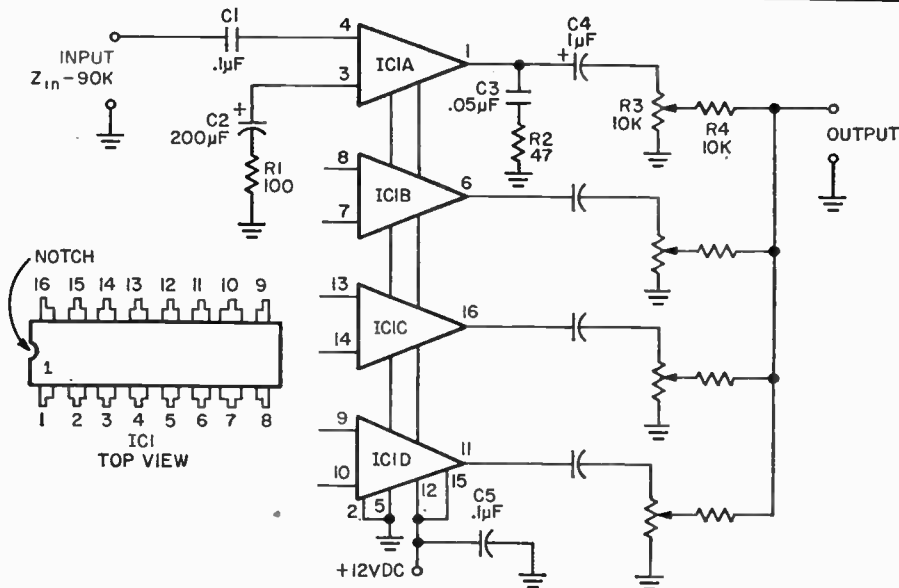 C1
.1µF
4
INPUT
Zin-90K
3
IC1A
1
C4
1µF
+
C3
.05µF
R2
47
R3
10K
R4
10K
OUTPUT
+
C2
200µF
R1
100
8
7
IC1B
6
NOTCH
16 15 14 13 12 11 10 9
1
1 2 3 4 5 6 7 8
IC1
TOP VIEW
13
14
IC1C
16
9
10
IC1D
11
2
5
12
15
C5
.1µF
+12VDC